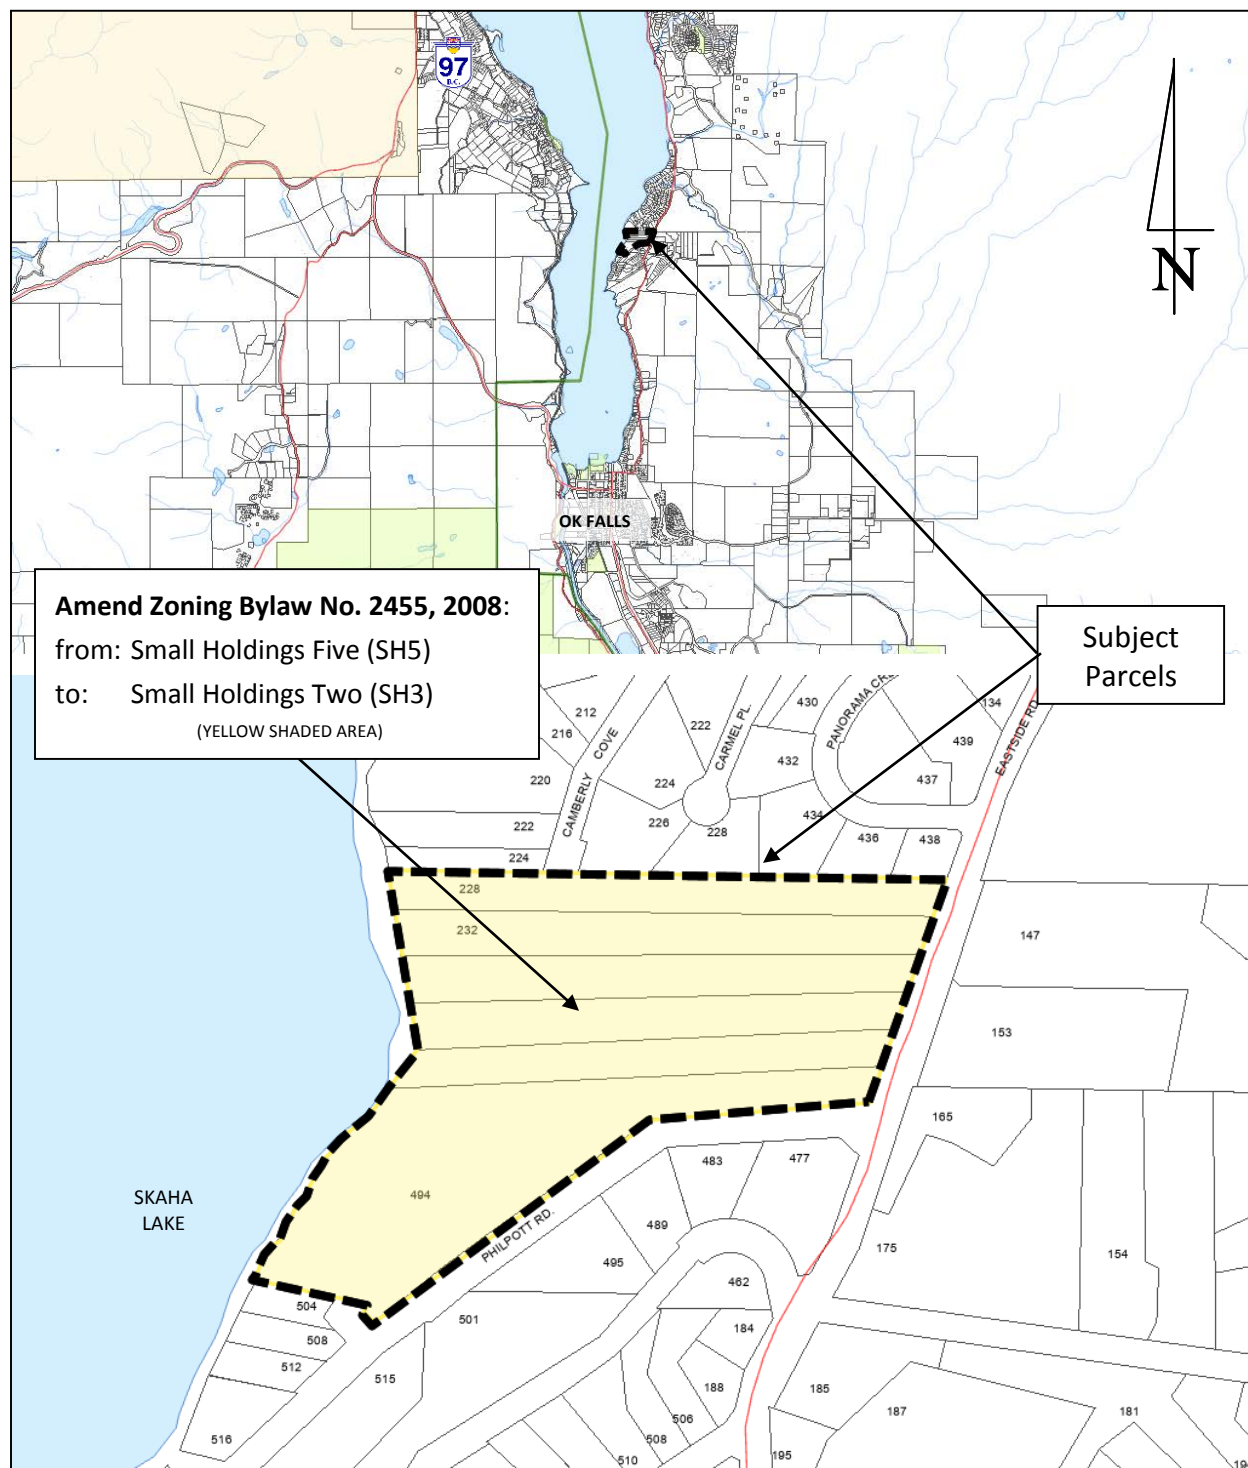 97
B.C.
N
OK FALLS
Amend Zoning Bylaw No. 2455, 2008:
from: Small Holdings Five (SH5)
to: Small Holdings Two (SH3)
(YELLOW SHADED AREA)
Subject
Parcels
212
216
220
222
224
CAMBERLY COVE
222
224
226
228
CARMEL PL.
430
432
434
436
438
PANORAMA CRE
134
439
437
EASTSIDE RD.
228
232
147
153
165
494
SKAHA
LAKE
PHILPOTT RD.
483
477
489
495
501
462
184
188
175
154
504
508
512
515
516
506
508
510
185
187
181
195